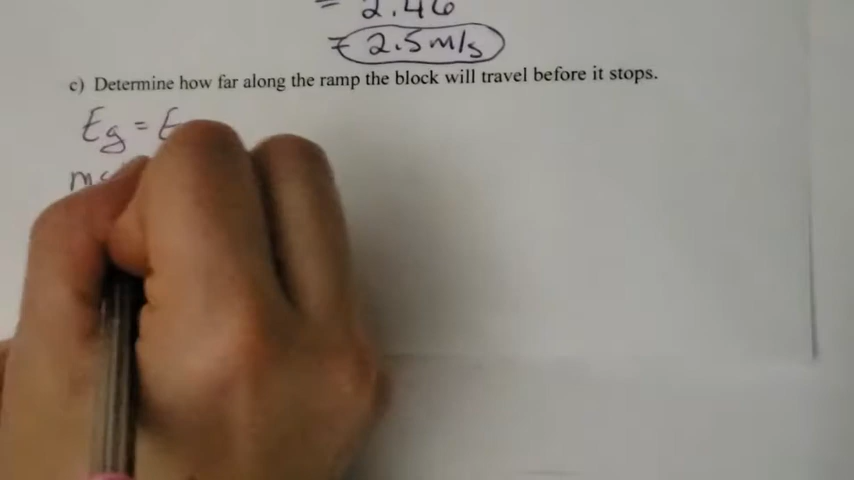 = 2.46
= 2.5 m/s
c) Determine how far along the ramp the block will travel before it stops.
Eg = E